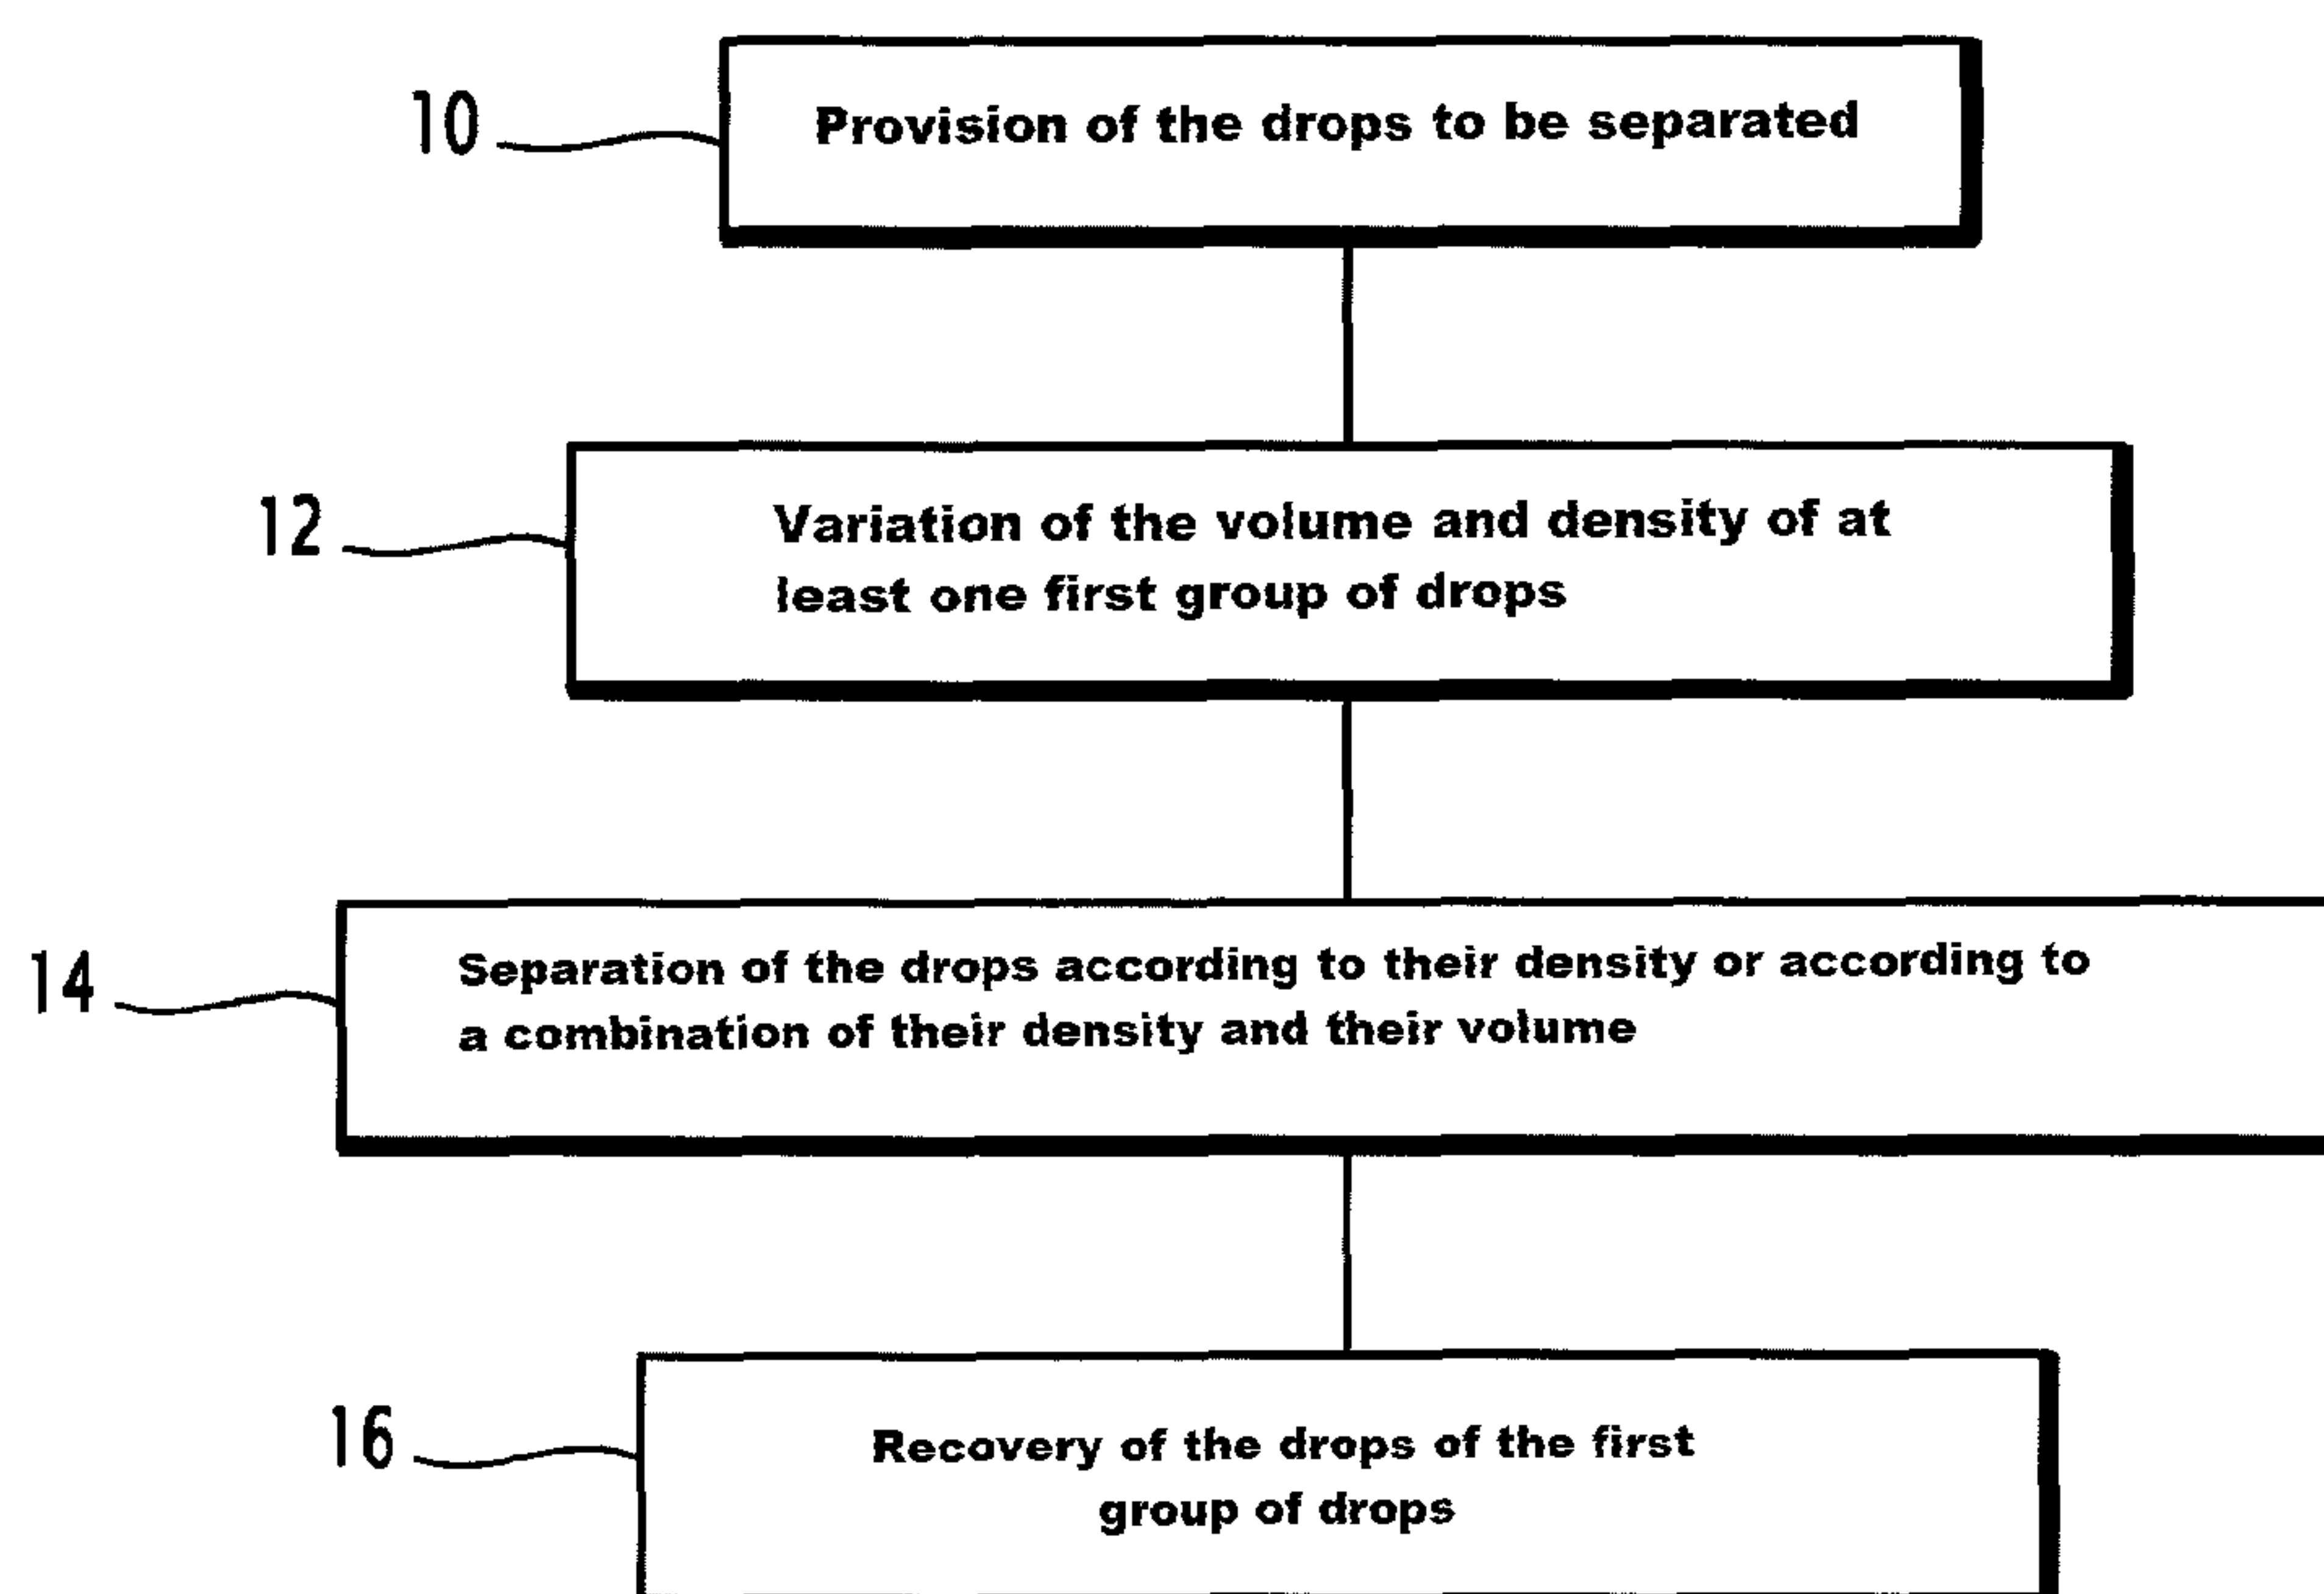 10
Provision of the drops to be separated
12
Variation of the volume and density of at
least one first group of drops
14
Separation of the drops according to their density or according to
a combination of their density and their volume
16
Recovery of the drops of the first
group of drops